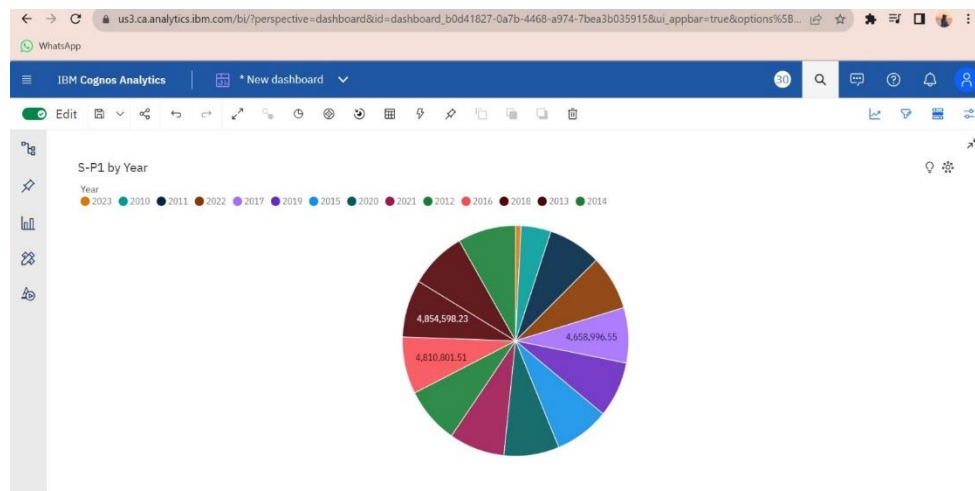 us3.ca.analytics.ibm.com/bi/?perspective=dashboard&id=dashboard_b0d41827-0a7b-4468-a974-7bea3b035915&ui_appbar=true&options%5B...
WhatsApp
IBM Cognos Analytics * New dashboard 30
Edit
S-P1 by Year
Year
2023 2010 2011 2022 2017 2019 2015 2020 2021 2012 2016 2018 2013 2014
4,854,598.23
4,658,996.55
4,810,801.51